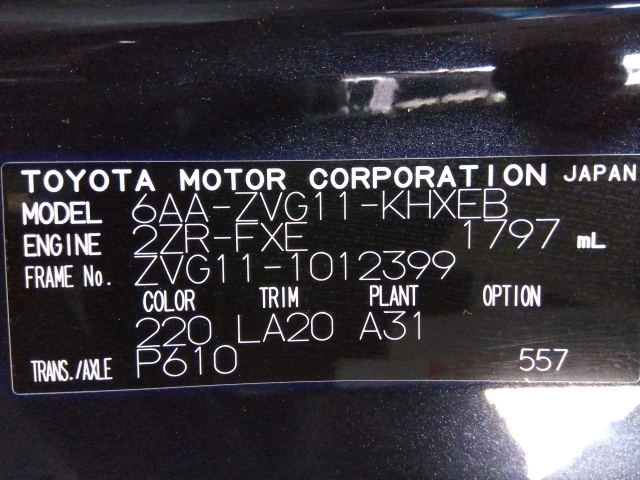 TOYOTA MOTOR CORPORATION JAPAN
MODEL 6AA-ZVG11-KHXEB
ENGINE 2ZR-FXE 1797 mL
FRAME No. ZVG11-1012399
COLOR TRIM PLANT OPTION
220 LA20 A31
TRANS./AXLE P610 557